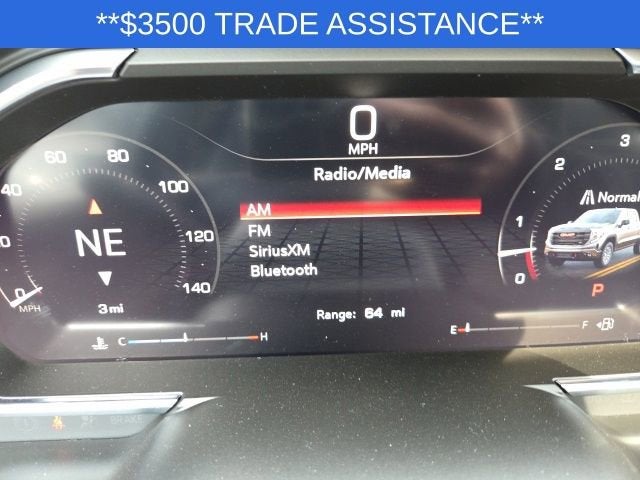 **$3500 TRADE ASSISTANCE**
0
MPH
Radio/Media
AM
FM
SiriusXM
Bluetooth
Range: 64 mi
40
60
80
100
120
140
0
MPH
NE
3 mi
C H
E F
0
1
2
3
Normal
P
BRAKE